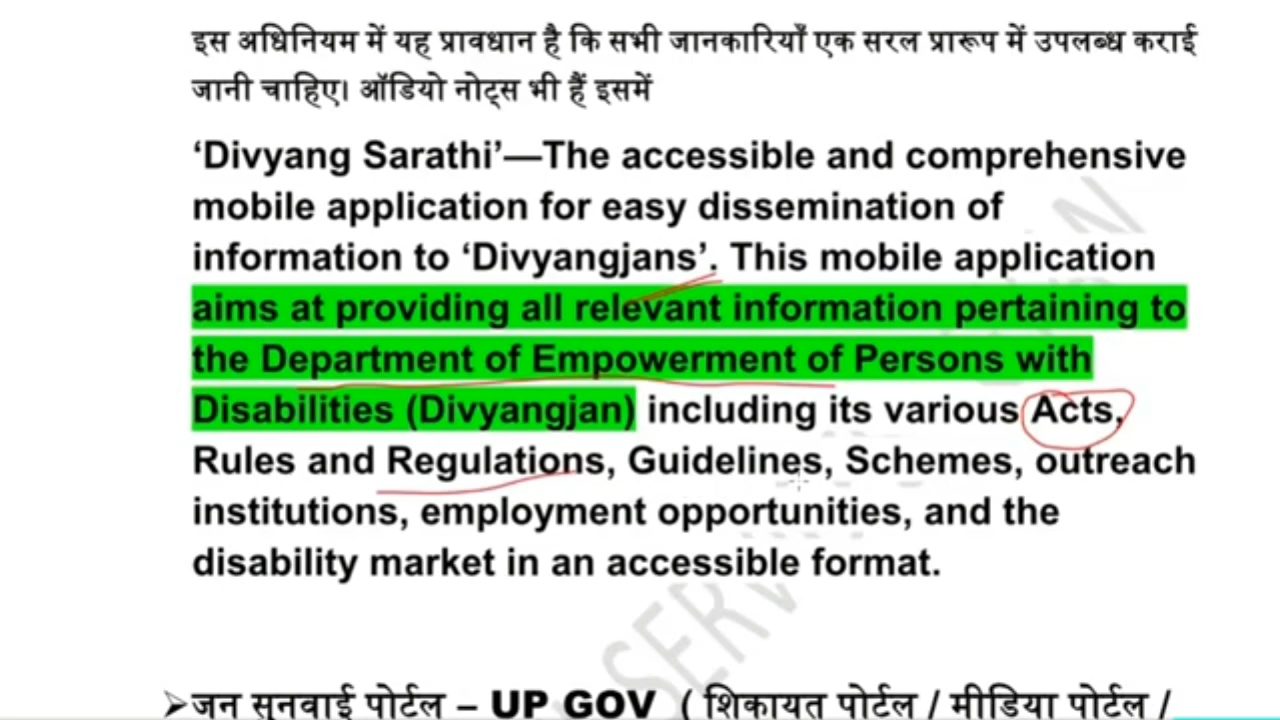 इस अधिनियम में यह प्रावधान है कि सभी जानकारियाँ एक सरल प्रारूप में उपलब्ध कराई
जानी चाहिए। ऑडियो नोट्स भी हैं इसमें
‘Divyang Sarathi’—The accessible and comprehensive
mobile application for easy dissemination of
information to ‘Divyangjans’. This mobile application
aims at providing all relevant information pertaining to
the Department of Empowerment of Persons with
Disabilities (Divyangjan) including its various Acts,
Rules and Regulations, Guidelines, Schemes, outreach
institutions, employment opportunities, and the
disability market in an accessible format.
➢जन सुनवाई पोर्टल – UP GOV ( शिकायत पोर्टल / मीडिया पोर्टल /